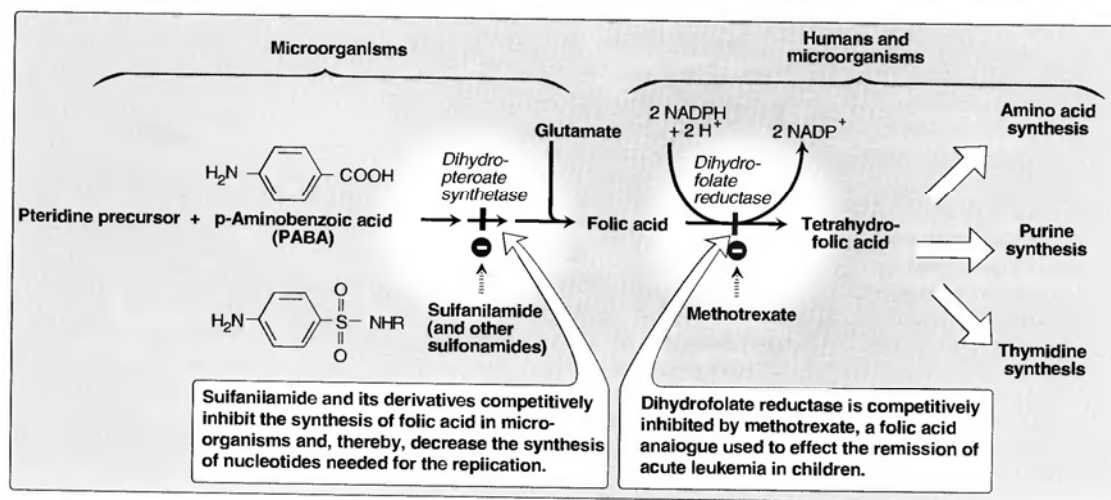 Microorganisms
Humans and
microorganisms
2 NADPH
+ 2 H+
2 NADP+
Amino acid
synthesis
Glutamate
Dihydro-
pteroate
synthetase
Dihydro-
folate
reductase
H₂N
COOH
Pteridine precursor + p-Aminobenzoic acid
(PABA)
Folic acid
Tetrahydro-
folic acid
Purine
synthesis
O
H₂N
S
NHR
O
Sulfanilamide
(and other
sulfonamides)
Methotrexate
Thymidine
synthesis
Sulfanilamide and its derivatives competitively
inhibit the synthesis of folic acid in micro-
organisms and, thereby, decrease the synthesis
of nucleotides needed for the replication.
Dihydrofolate reductase is competitively
inhibited by methotrexate, a folic acid
analogue used to effect the remission of
acute leukemia in children.